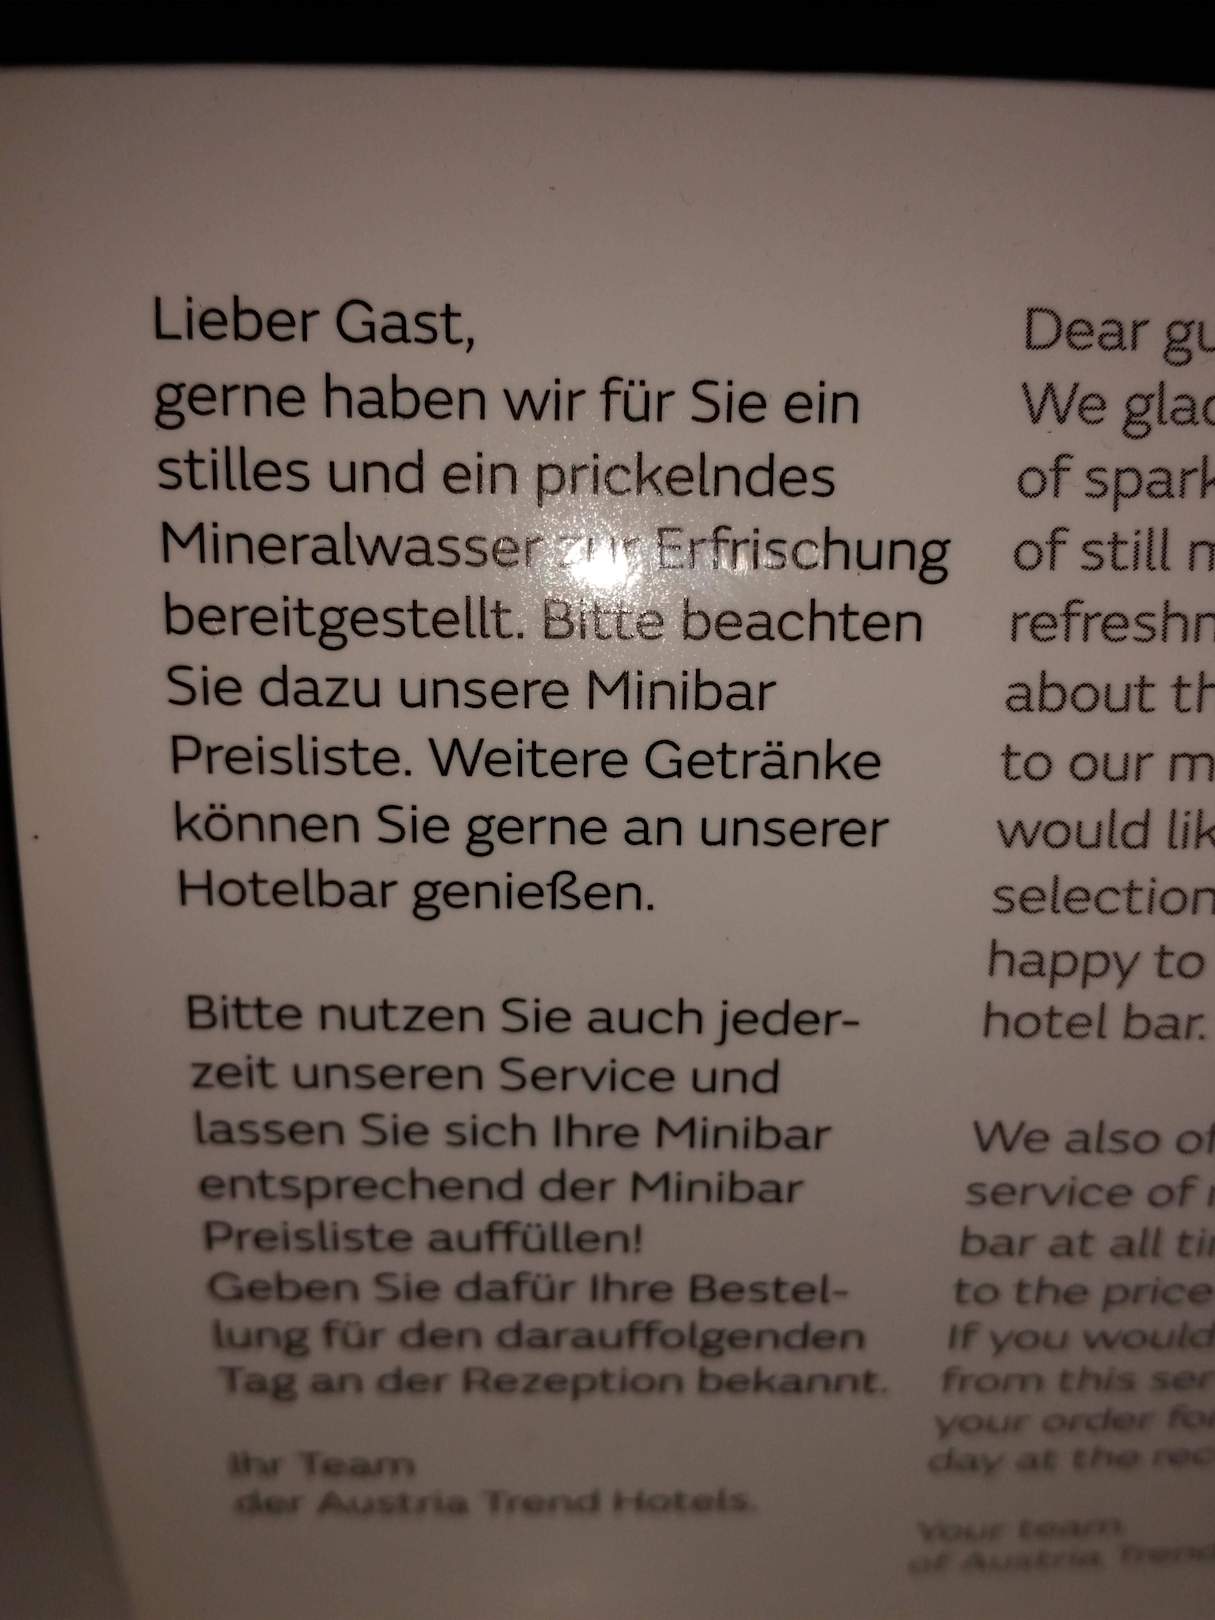 Lieber Gast,
gerne haben wir für Sie ein
stilles und ein prickelndes
Mineralwasser zur Erfrischung
bereitgestellt. Bitte beachten
Sie dazu unsere Minibar
Preisliste. Weitere Getränke
können Sie gerne an unserer
Hotelbar genießen.
Bitte nutzen Sie auch jeder-
zeit unseren Service und
lassen Sie sich Ihre Minibar
entsprechend der Minibar
Preisliste auffüllen!
Geben Sie dafür Ihre Bestel-
lung für den darauffolgenden
Tag an der Rezeption bekannt.
Ihr Team
der Austria Trend Hotels.
Dear gu
We glad
of spark
of still m
refreshm
about th
to our m
would lik
selection
happy to
hotel bar.
We also of
service of r
bar at all tim
to the price
If you would
from this ser
your order for
day at the rec
Your team
of Austria Trend